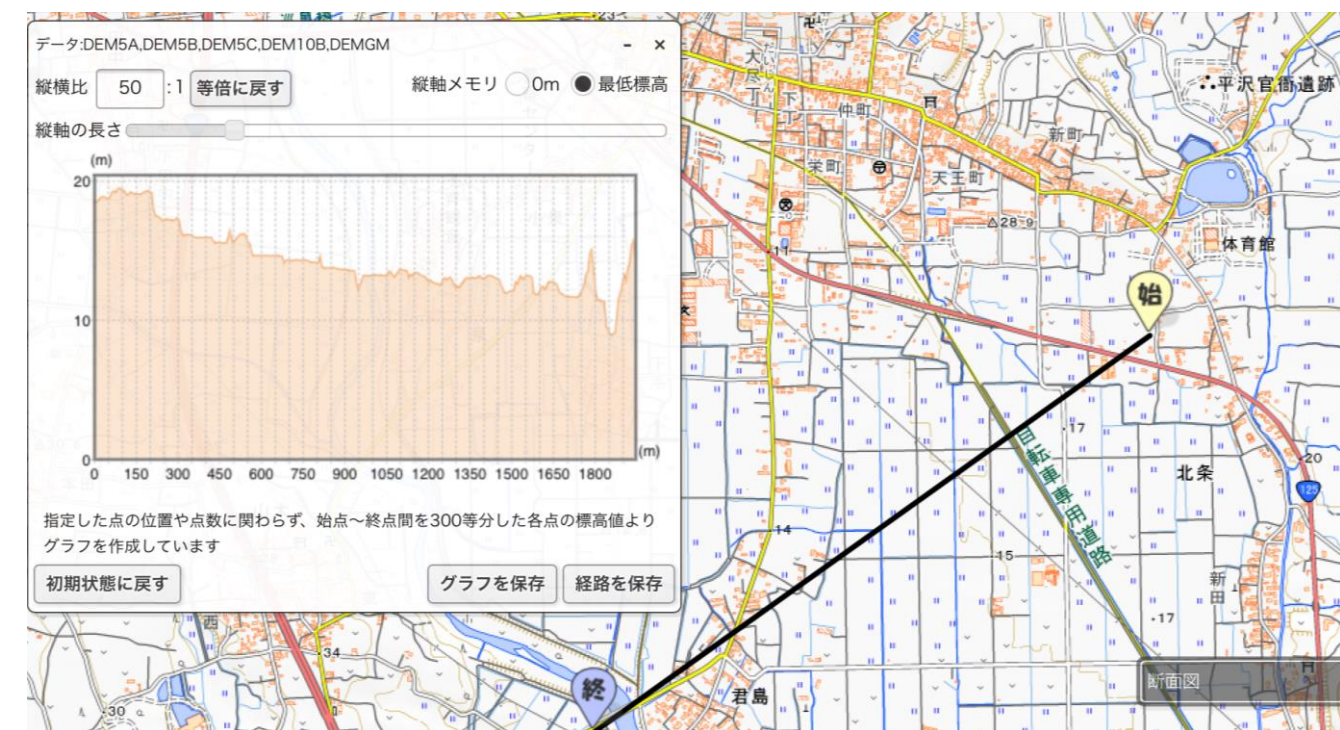 データ:DEM5A,DEM5B,DEM5C,DEM10B,DEMGM
- ×
縦横比 50 :1 等倍に戻す 縦軸メモリ 0m 最低標高
縦軸の長さ
(m)
20
10
0
(m)
0 150 300 450 600 750 900 1050 1200 1350 1500 1650 1800
指定した点の位置や点数に関わらず、始点～終点間を300等分した各点の標高値より
グラフを作成しています
初期状態に戻す グラフを保存 経路を保存
23
平沢官衙遺跡
下丁
仲町
新町
栄町
天王町
28.9
体育館
11
始
17
自転車専用道路
北条
20
125
14
15
新田
17
西
34
30
終
君島
断面図